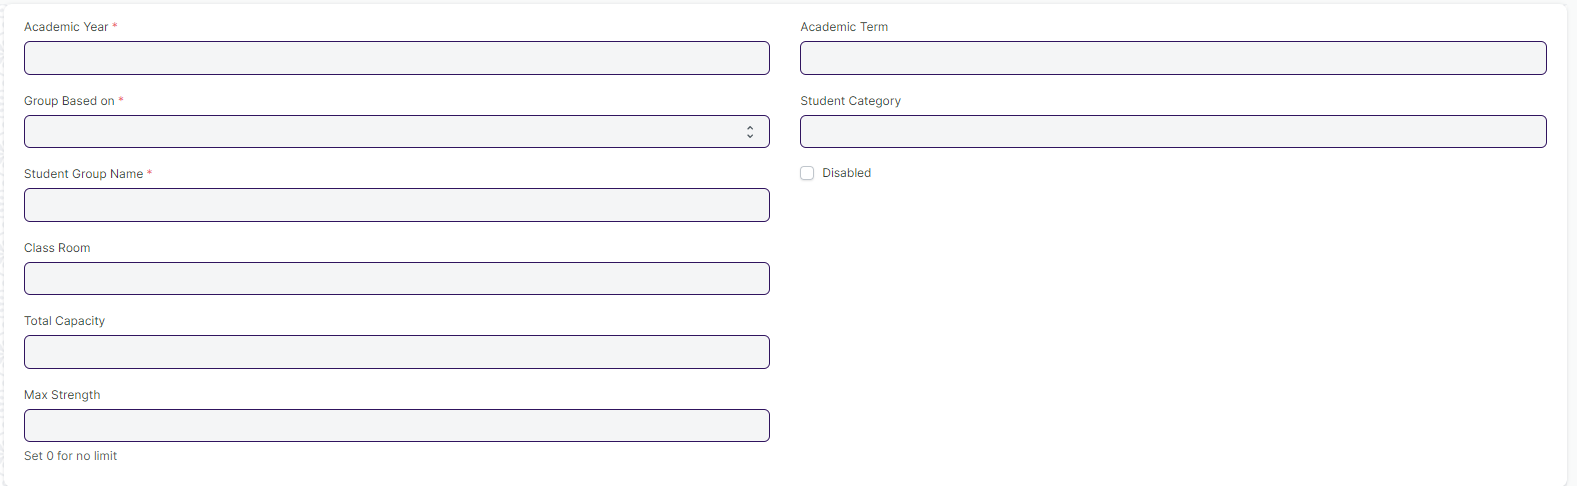 Academic Year *
Academic Term
Group Based on *
Student Category
Student Group Name *
Disabled
Class Room
Total Capacity
Max Strength
Set 0 for no limit